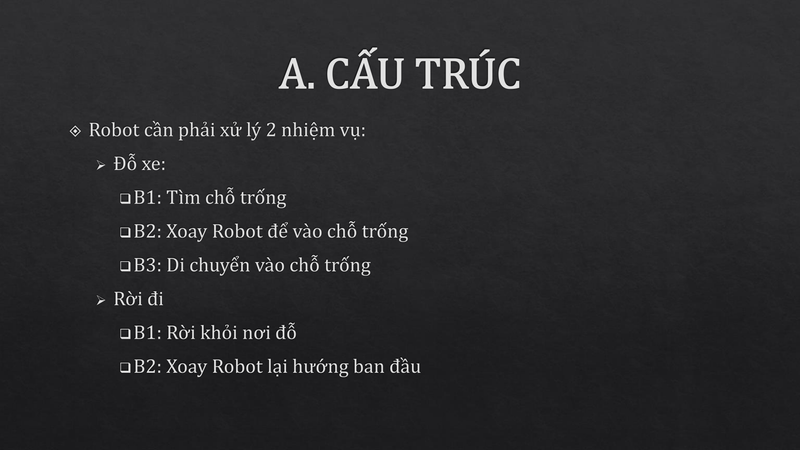 A. CẤU TRÚC
Robot cần phải xử lý 2 nhiệm vụ:
Đỗ xe:
B1: Tìm chỗ trống
B2: Xoay Robot để vào chỗ trống
B3: Di chuyển vào chỗ trống
Rời đi
B1: Rời khỏi nơi đỗ
B2: Xoay Robot lại hướng ban đầu